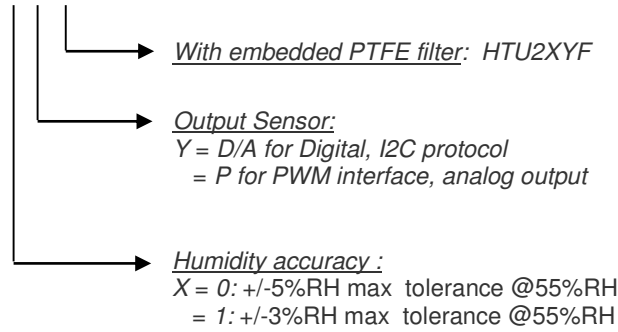 With embedded PTFE filter: HTU2XYF
Output Sensor:
Y = D/A for Digital, I2C protocol
= P for PWM interface, analog output
Humidity accuracy :
X = 0: +/-5%RH max tolerance @55%RH
= 1: +/-3%RH max tolerance @55%RH